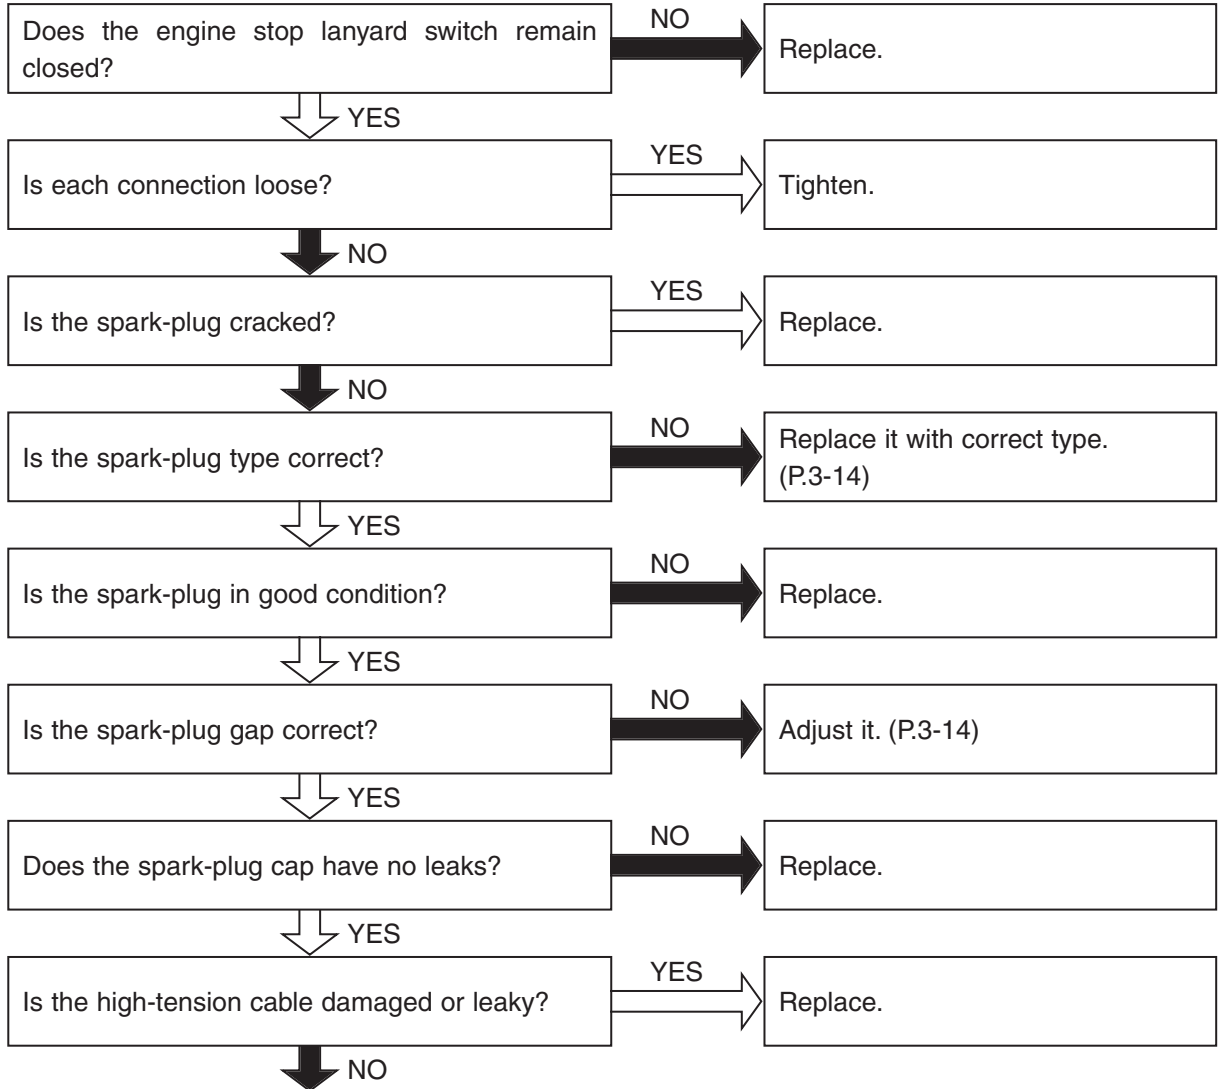 Does the engine stop lanyard switch remain
closed?
NO
Replace.
YES
Is each connection loose?
YES
Tighten.
NO
Is the spark-plug cracked?
YES
Replace.
NO
Is the spark-plug type correct?
NO
Replace it with correct type.
(P.3-14)
YES
Is the spark-plug in good condition?
NO
Replace.
YES
Is the spark-plug gap correct?
NO
Adjust it. (P.3-14)
YES
Does the spark-plug cap have no leaks?
NO
Replace.
YES
Is the high-tension cable damaged or leaky?
YES
Replace.
NO